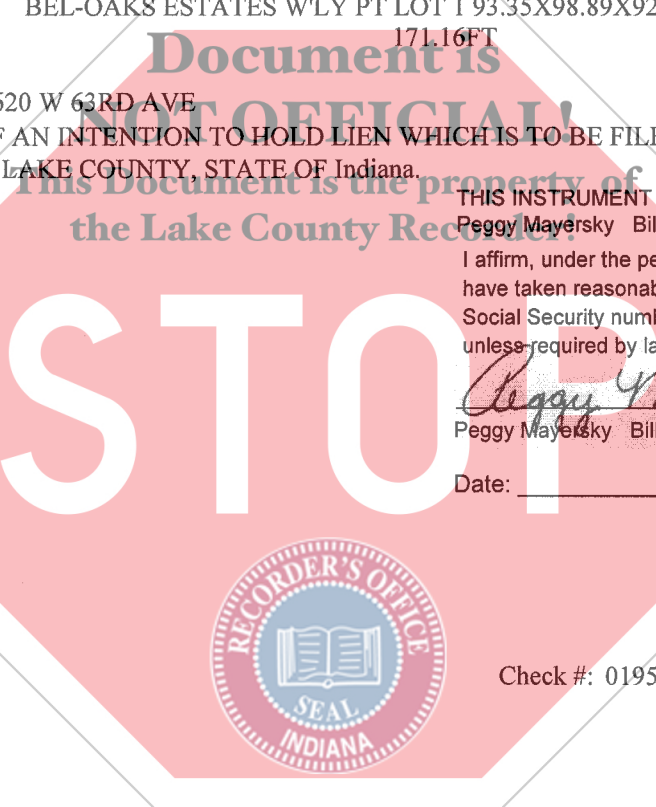 BEL-OAKS ESTATES W'LY PT LOT 1 93.35X98.89X92
171.16FT
Document is
520 W 63RD AVE
NOT OFFICIAL!
F AN INTENTION TO HOLD LIEN WHICH IS TO BE FILE
LAKE COUNTY, STATE OF Indiana.
This Document is the property of
the Lake County Recorder!
THIS INSTRUMENT
Peggy Mayersky Bil
I affirm, under the pe
have taken reasonab
Social Security numb
unless required by la
STOP
Peggy M
Peggy Mayersky Bil
Date:
RECORDER'S OFFICE
SEAL
INDIANA
Check #: 0195